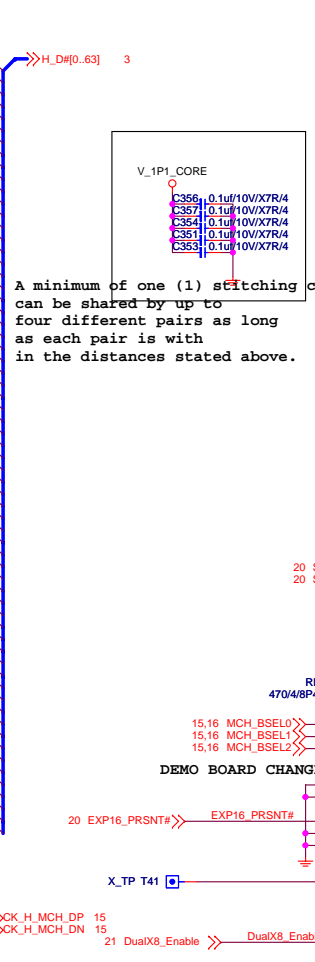 H_D#[0..63] 3
V_1P1_CORE
C356 0.1uf/10V/X7R/4
C357 0.1uf/10V/X7R/4
C354 0.1uf/10V/X7R/4
C351 0.1uf/10V/X7R/4
C353 0.1uf/10V/X7R/4
A minimum of one (1) stitching c
can be shared by up to
four different pairs as long
as each pair is with
in the distances stated above.
20
20
470/4/8P4
15,16 MCH_BSEL0
15,16 MCH_BSEL1
15,16 MCH_BSEL2
DEMO BOARD CHANG
20 EXP16_PRSNT# EXP16_PRSNT#
X_TP T41
CK_H_MCH_DP 15
CK_H_MCH_DN 15
21 DualX8_Enable DualX8_Enab